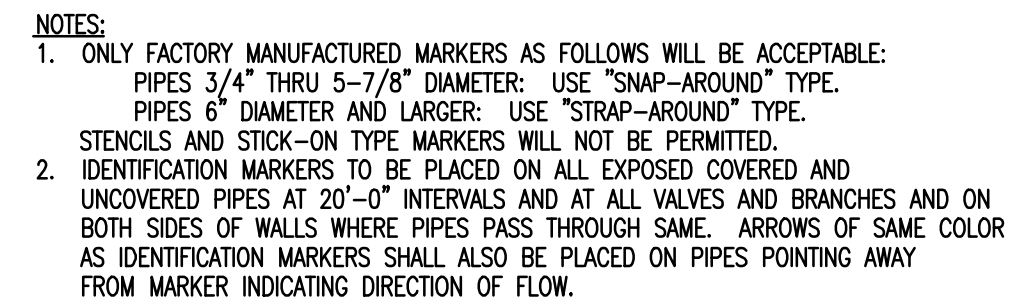 NOTES:
1. ONLY FACTORY MANUFACTURED MARKERS AS FOLLOWS WILL BE ACCEPTABLE:
PIPES 3/4" THRU 5-7/8" DIAMETER: USE "SNAP-AROUND" TYPE.
PIPES 6" DIAMETER AND LARGER: USE "STRAP-AROUND" TYPE.
STENCILS AND STICK-ON TYPE MARKERS WILL NOT BE PERMITTED.
2. IDENTIFICATION MARKERS TO BE PLACED ON ALL EXPOSED COVERED AND
UNCOVERED PIPES AT 20'-0" INTERVALS AND AT ALL VALVES AND BRANCHES AND ON
BOTH SIDES OF WALLS WHERE PIPES PASS THROUGH SAME. ARROWS OF SAME COLOR
AS IDENTIFICATION MARKERS SHALL ALSO BE PLACED ON PIPES POINTING AWAY
FROM MARKER INDICATING DIRECTION OF FLOW.